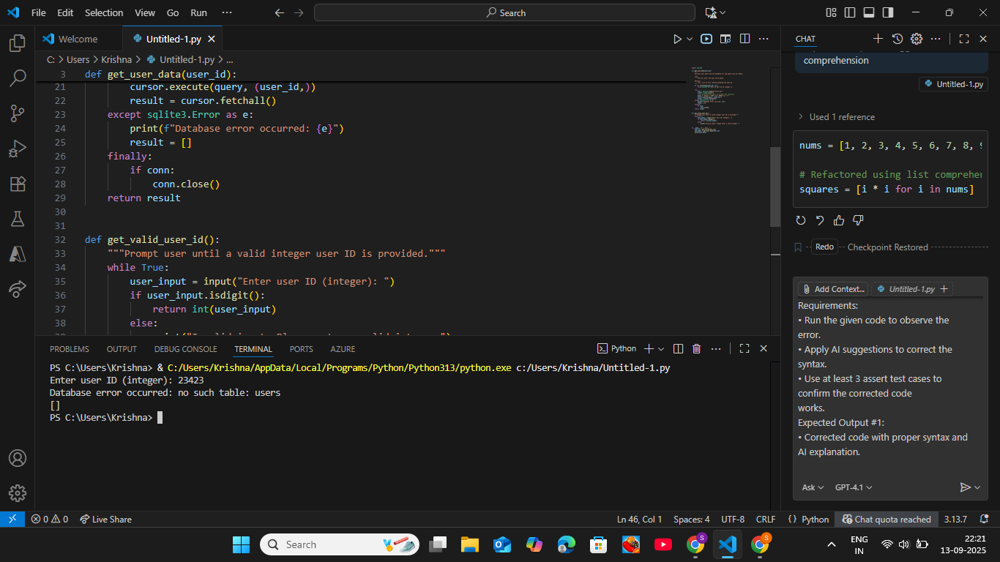 File Edit Selection View Go Run ··· Search
Welcome Untitled-1.py
C: > Users > Krishna > Untitled-1.py > ...
3 def get_user_data(user_id):
21 cursor.execute(query, (user_id,))
22 result = cursor.fetchall()
23 except sqlite3.Error as e:
24 print(f"Database error occurred: {e}")
25 result = []
26 finally:
27 if conn:
28 conn.close()
29 return result
30
31
32 def get_valid_user_id():
33 """Prompt user until a valid integer user ID is provided."""
34 while True:
35 user_input = input("Enter user ID (integer): ")
36 if user_input.isdigit():
37 return int(user_input)
38 else:
PROBLEMS OUTPUT DEBUG CONSOLE TERMINAL PORTS AZURE Python
PS C:\Users\Krishna> & C:/Users/Krishna/AppData/Local/Programs/Python/Python313/python.exe c:/Users/Krishna/Untitled-1.py
Enter user ID (integer): 23423
Database error occurred: no such table: users
[]
PS C:\Users\Krishna>
CHAT
comprehension
Untitled-1.py
Used 1 reference
nums = [1, 2, 3, 4, 5, 6, 7, 8, 9
# Refactored using list comprehen
squares = [i * i for i in nums]
Redo Checkpoint Restored
Add Context... Untitled-1.py
Requirements:
• Run the given code to observe the
error.
• Apply AI suggestions to correct the
syntax.
• Use at least 3 assert test cases to
confirm the corrected code
works.
Expected Output #1:
• Corrected code with proper syntax and
AI explanation.
Ask GPT-4.1
0 0 Live Share Ln 46, Col 1 Spaces: 4 UTF-8 CRLF {} Python Chat quota reached 3.13.7
Search S S ENG 22:21
IN 13-09-2025